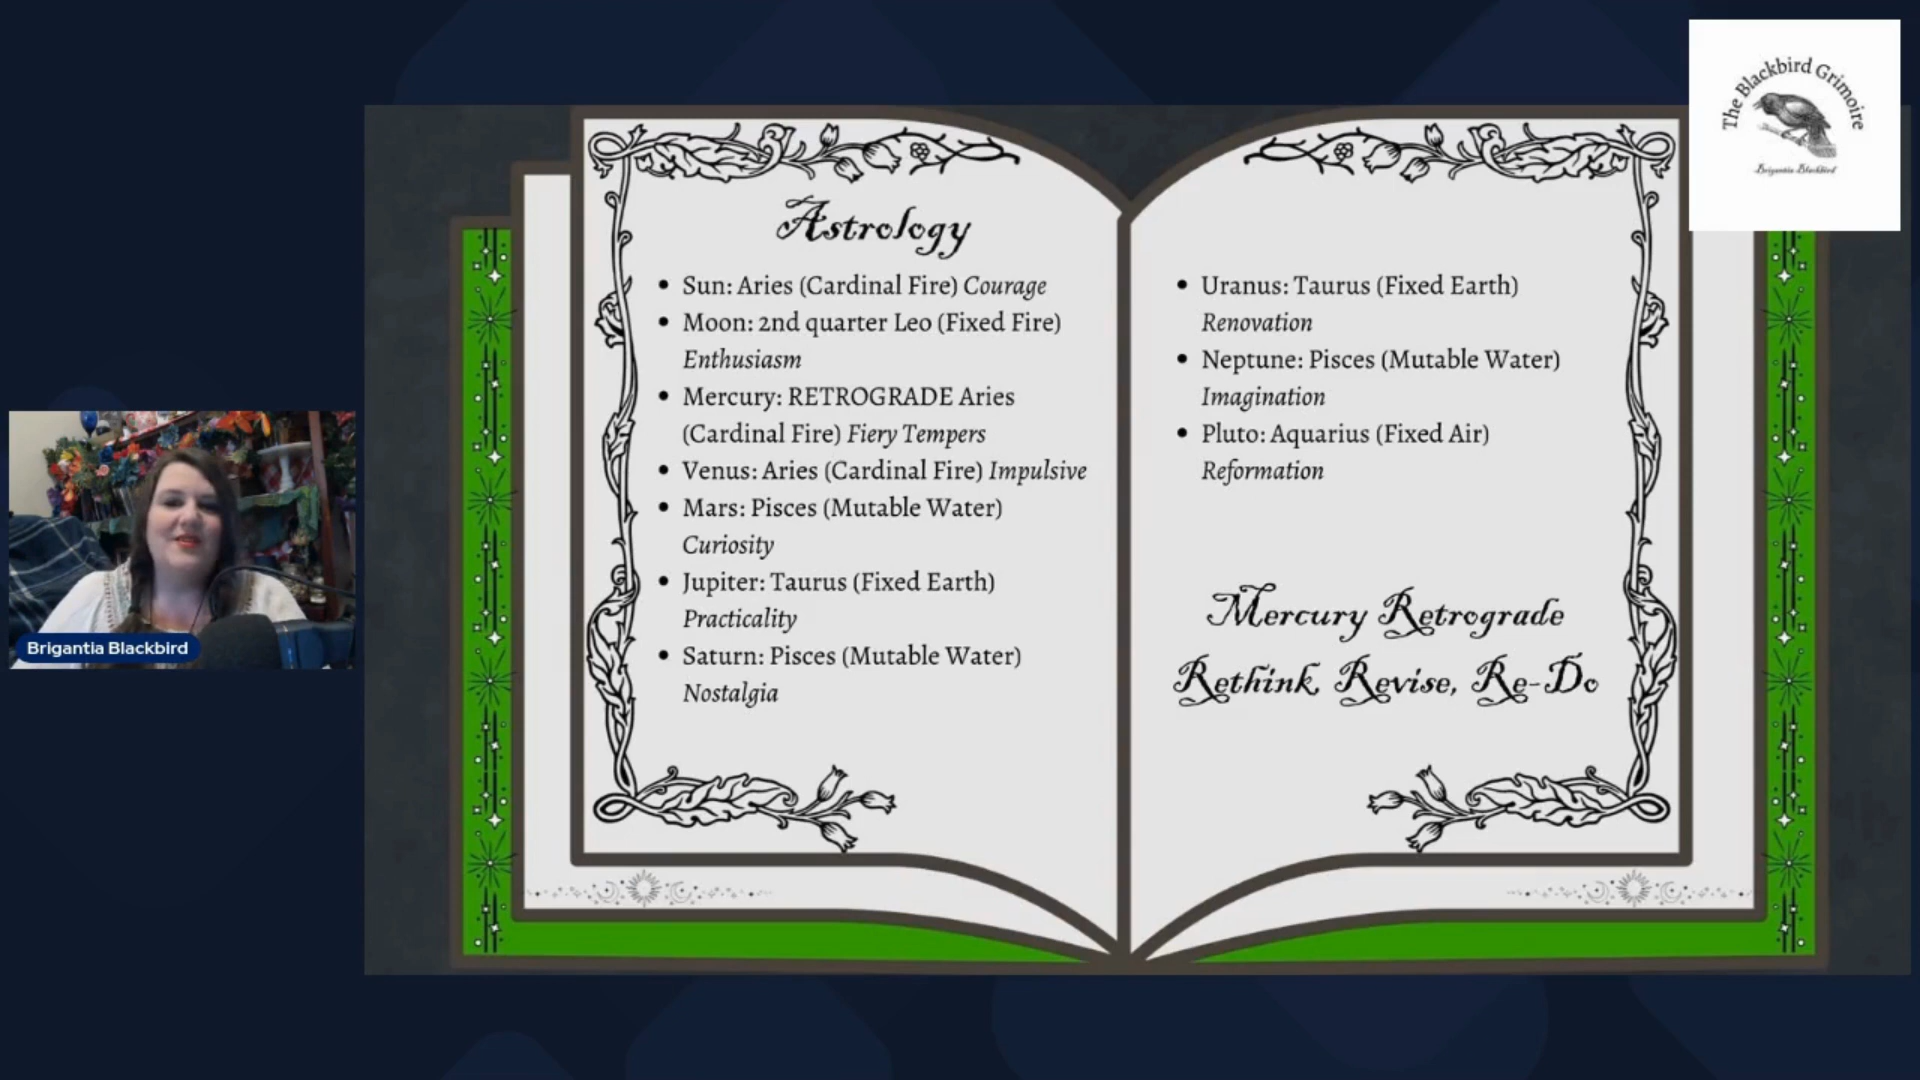 The Blackbird Grimoire
Brigantia Blackbird
Astrology
• Sun: Aries (Cardinal Fire) Courage
• Moon: 2nd quarter Leo (Fixed Fire)
Enthusiasm
• Mercury: RETROGRADE Aries
(Cardinal Fire) Fiery Tempers
• Venus: Aries (Cardinal Fire) Impulsive
• Mars: Pisces (Mutable Water)
Curiosity
• Jupiter: Taurus (Fixed Earth)
Practicality
• Saturn: Pisces (Mutable Water)
Nostalgia
• Uranus: Taurus (Fixed Earth)
Renovation
• Neptune: Pisces (Mutable Water)
Imagination
• Pluto: Aquarius (Fixed Air)
Reformation
Mercury Retrograde
Rethink, Revise, Re-Do
Brigantia Blackbird